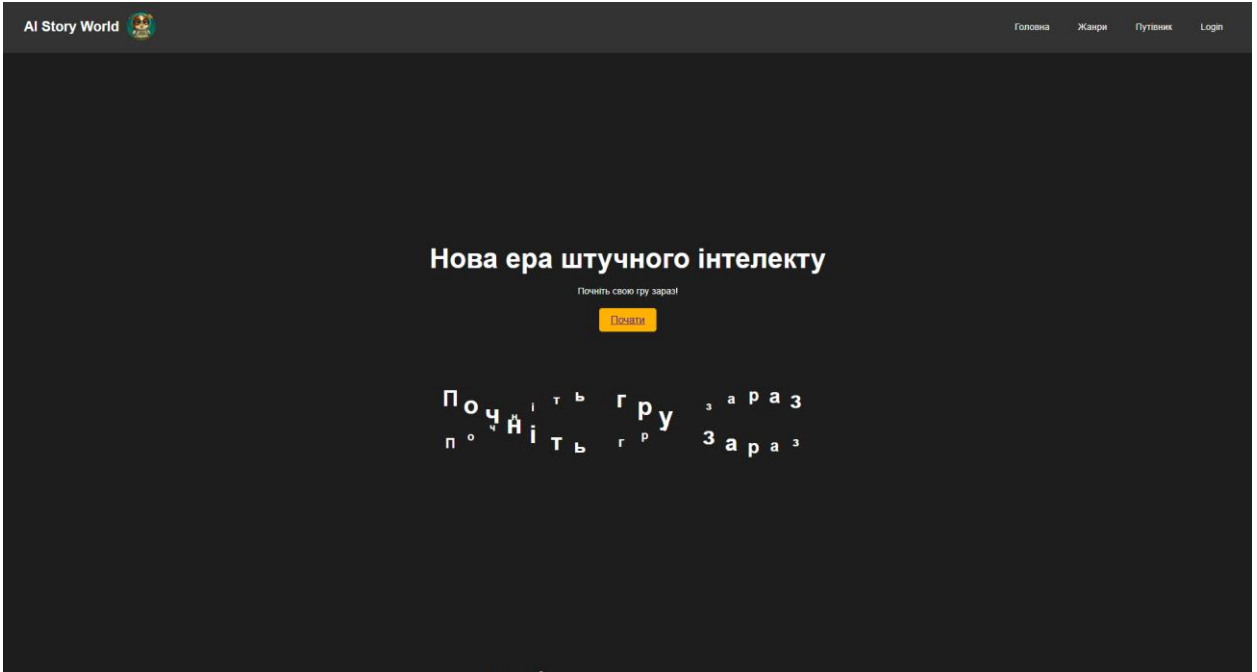 AI Story World
Головна Жанри Путівник Login
Нова ера штучного інтелекту
Почніть свою гру зараз!
Почати
Почніть гру зараз
Почніть гру зараз